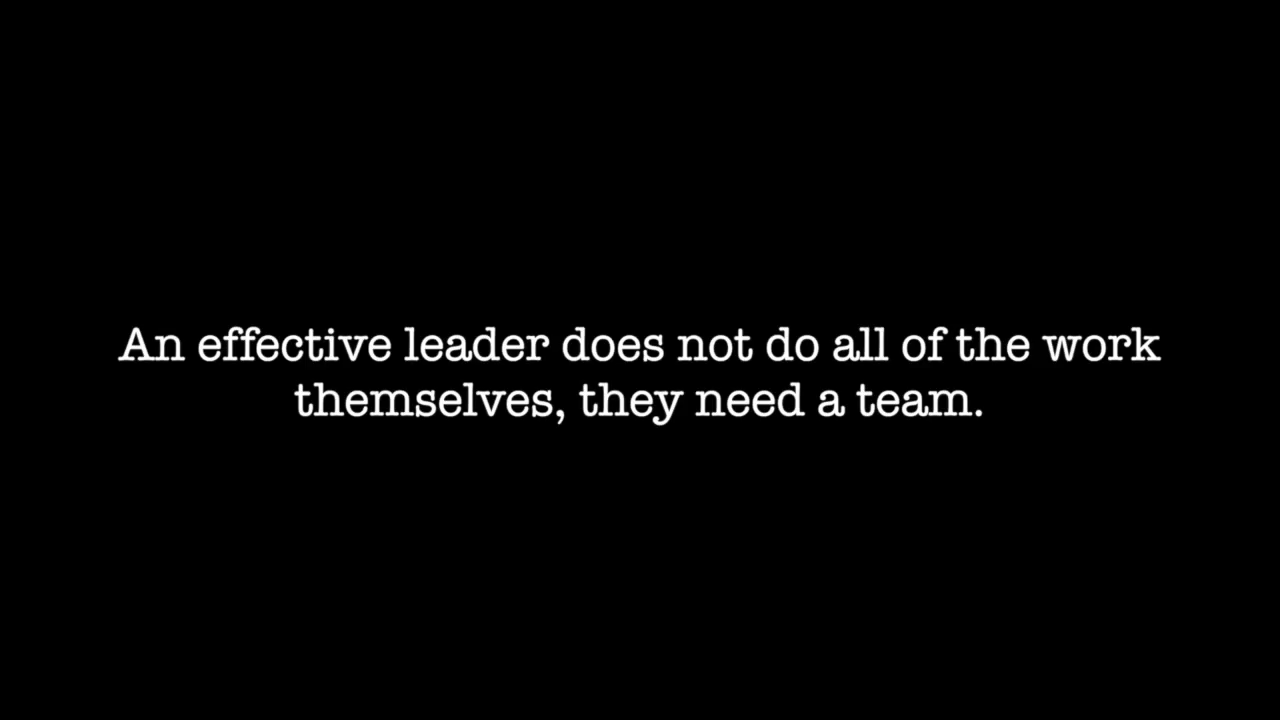 An effective leader does not do all of the work
themselves, they need a team.